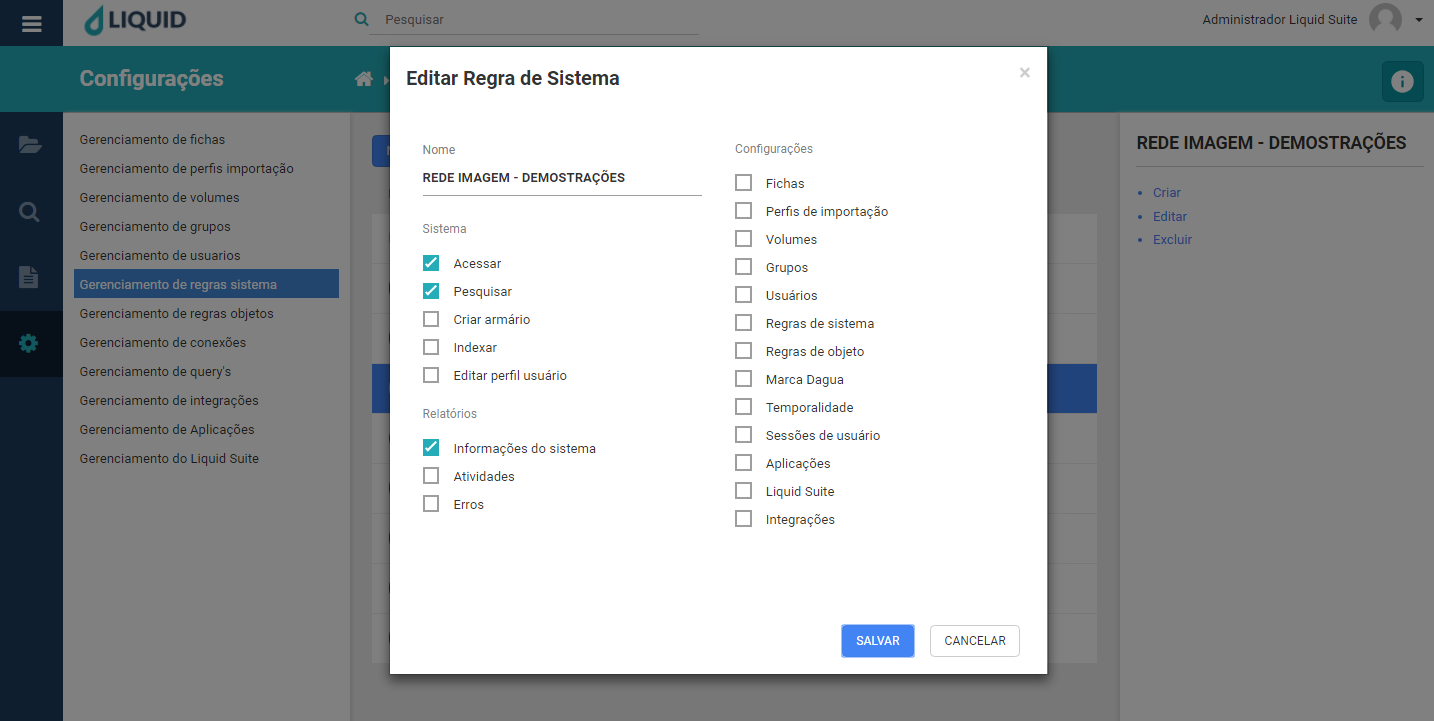 LIQUID
Pesquisar
Administrador Liquid Suite
Configurações
Gerenciamento de fichas
Gerenciamento de perfis importação
Gerenciamento de volumes
Gerenciamento de grupos
Gerenciamento de usuarios
Gerenciamento de regras sistema
Gerenciamento de regras objetos
Gerenciamento de conexões
Gerenciamento de query's
Gerenciamento de integrações
Gerenciamento de Aplicações
Gerenciamento do Liquid Suite
Editar Regra de Sistema
×
Nome
REDE IMAGEM - DEMOSTRAÇÕES
Sistema
Acessar
Pesquisar
Criar armário
Indexar
Editar perfil usuário
Relatórios
Informações do sistema
Atividades
Erros
Configurações
Fichas
Perfis de importação
Volumes
Grupos
Usuários
Regras de sistema
Regras de objeto
Marca Dagua
Temporalidade
Sessões de usuário
Aplicações
Liquid Suite
Integrações
SALVAR
CANCELAR
REDE IMAGEM - DEMOSTRAÇÕES
Criar
Editar
Excluir